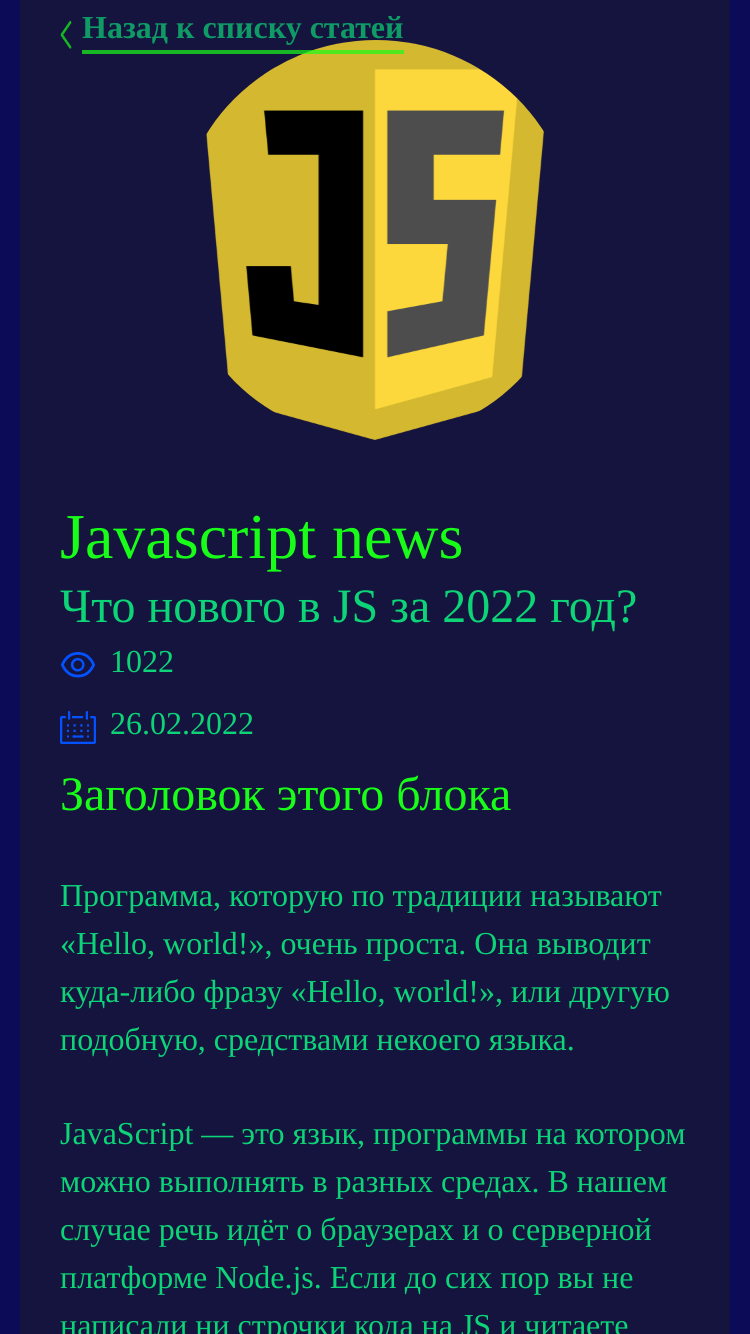 Назад к списку статей
JS
Javascript news
Что нового в JS за 2022 год?
1022
26.02.2022
Заголовок этого блока
Программа, которую по традиции называют
«Hello, world!», очень проста. Она выводит
куда-либо фразу «Hello, world!», или другую
подобную, средствами некоего языка.
JavaScript — это язык, программы на котором
можно выполнять в разных средах. В нашем
случае речь идёт о браузерах и о серверной
платформе Node.js. Если до сих пор вы не
написали ни строчки кода на JS и читаете